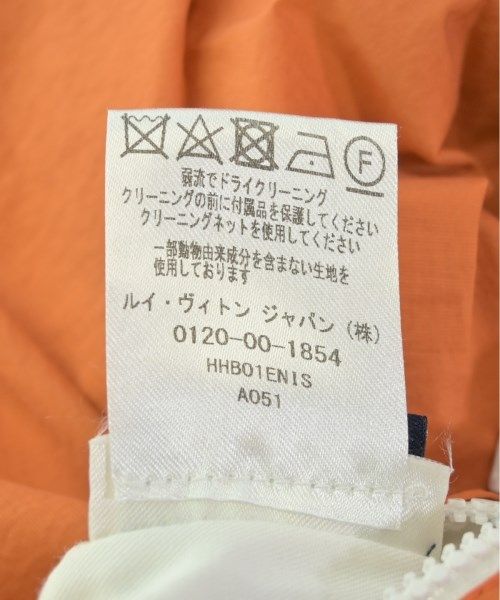 F
弱流でドライクリーニング
クリーニングの前に付属品を保護してください
クリーニングネットを使用してください
一部動物由来成分を含まない生地を
使用しております
ルイ・ヴィトン ジャパン (株)
0120-00-1854
HHB01ENIS
A051